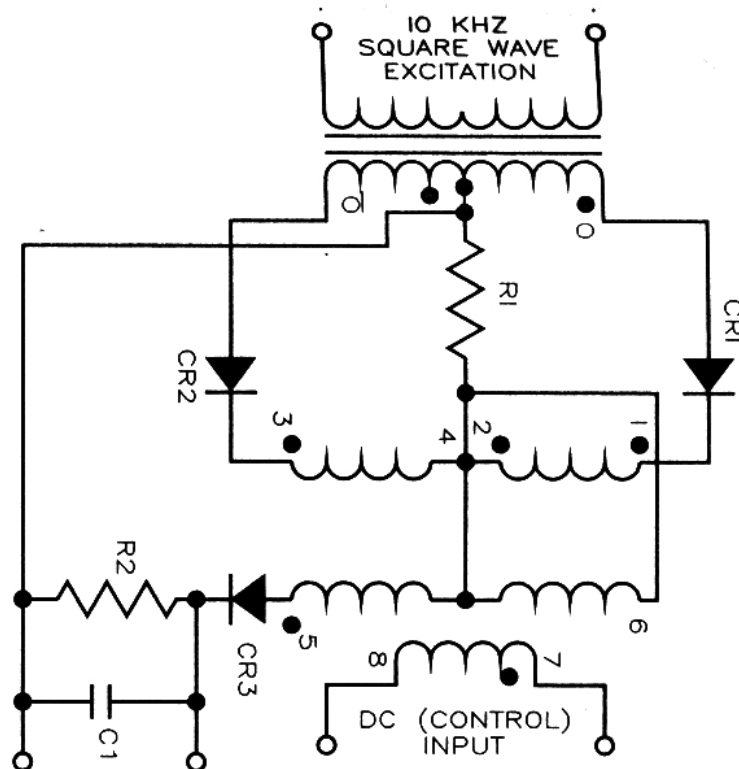 10 KHZ
SQUARE WAVE
EXCITATION
O
O
R1
CR1
CR2
3
4
2
1
R2
5
6
CR3
8
7
C1
DC (CONTROL)
INPUT